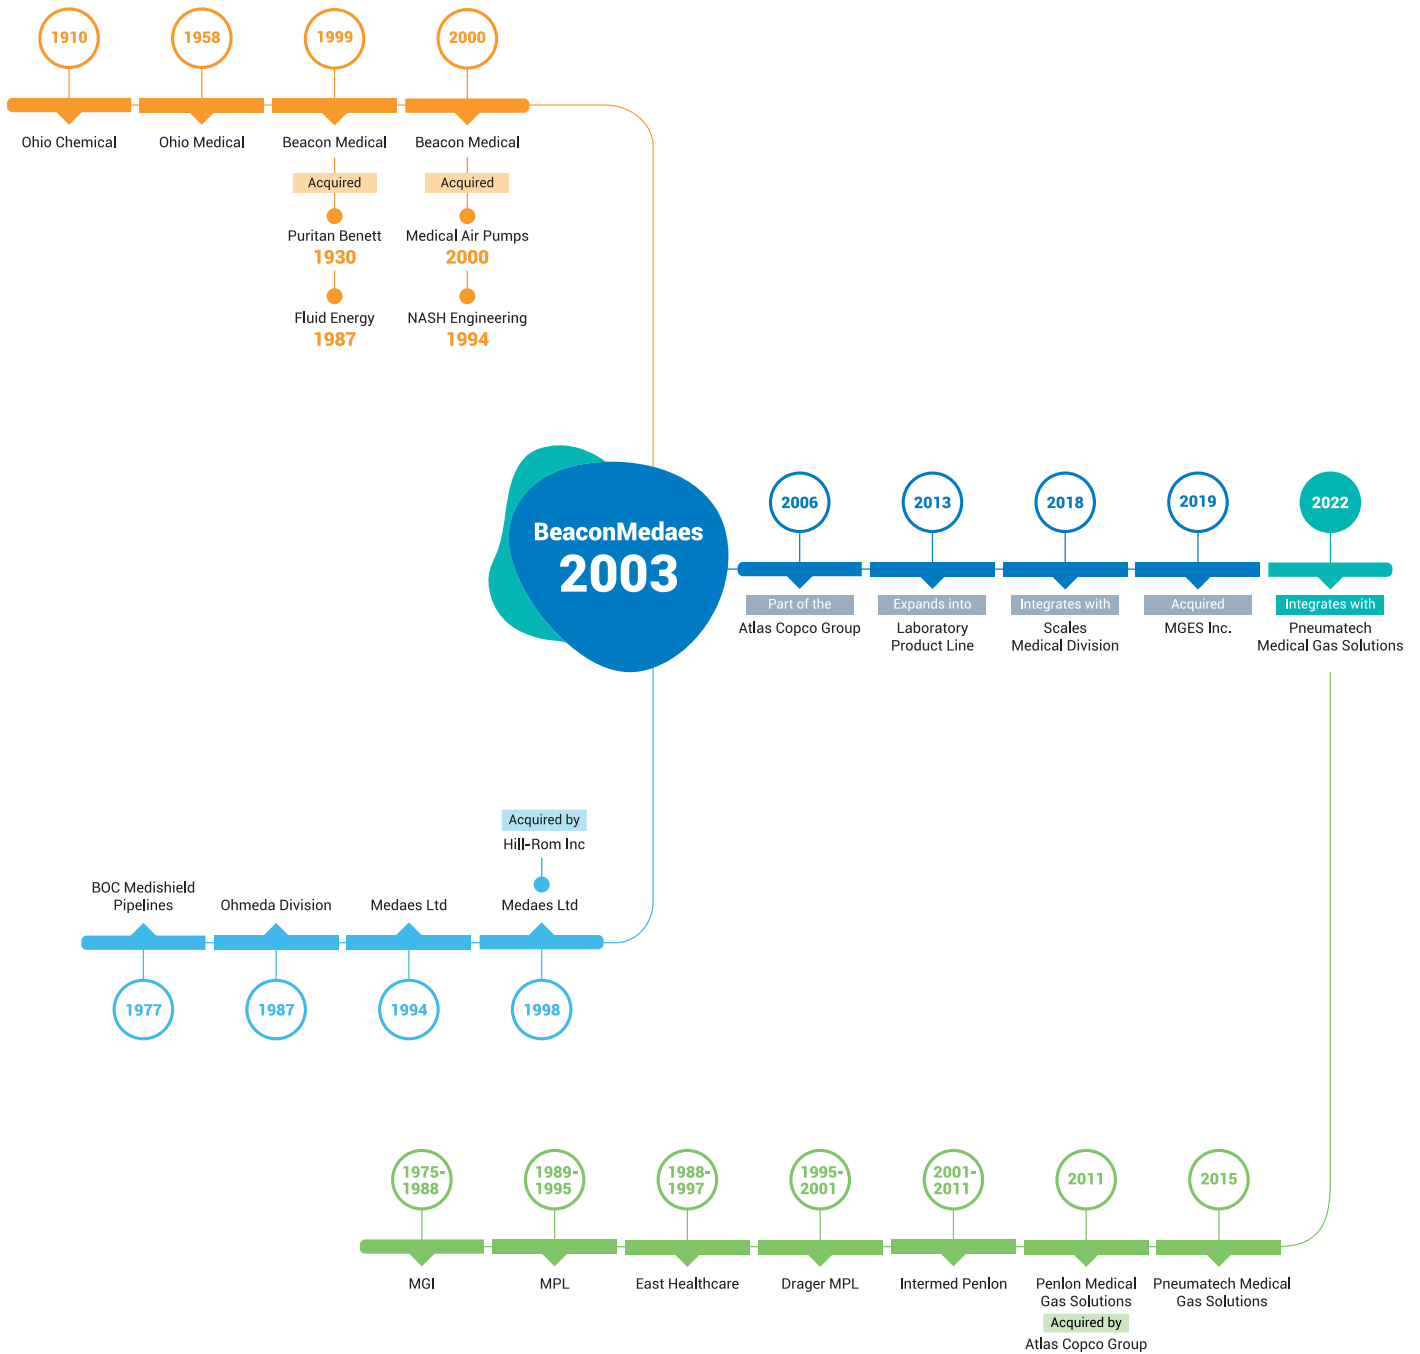 1910
1958
1999
2000
Ohio Chemical
Ohio Medical
Beacon Medical
Beacon Medical
Acquired
Acquired
Puritan Benett
1930
Medical Air Pumps
2000
Fluid Energy
1987
NASH Engineering
1994
BeaconMedaes
2003
2006
2013
2018
2019
2022
Part of the
Atlas Copco Group
Expands into
Laboratory
Product Line
Integrates with
Scales
Medical Division
Acquired
MGES Inc.
Integrates with
Pneumatech
Medical Gas Solutions
Acquired by
Hill-Rom Inc
BOC Medishield
Pipelines
Ohmeda Division
Medaes Ltd
Medaes Ltd
1977
1987
1994
1998
1975-
1988
1989-
1995
1988-
1997
1995-
2001
2001-
2011
2011
2015
MGI
MPL
East Healthcare
Drager MPL
Intermed Penlon
Penlon Medical
Gas Solutions
Acquired by
Atlas Copco Group
Pneumatech Medical
Gas Solutions